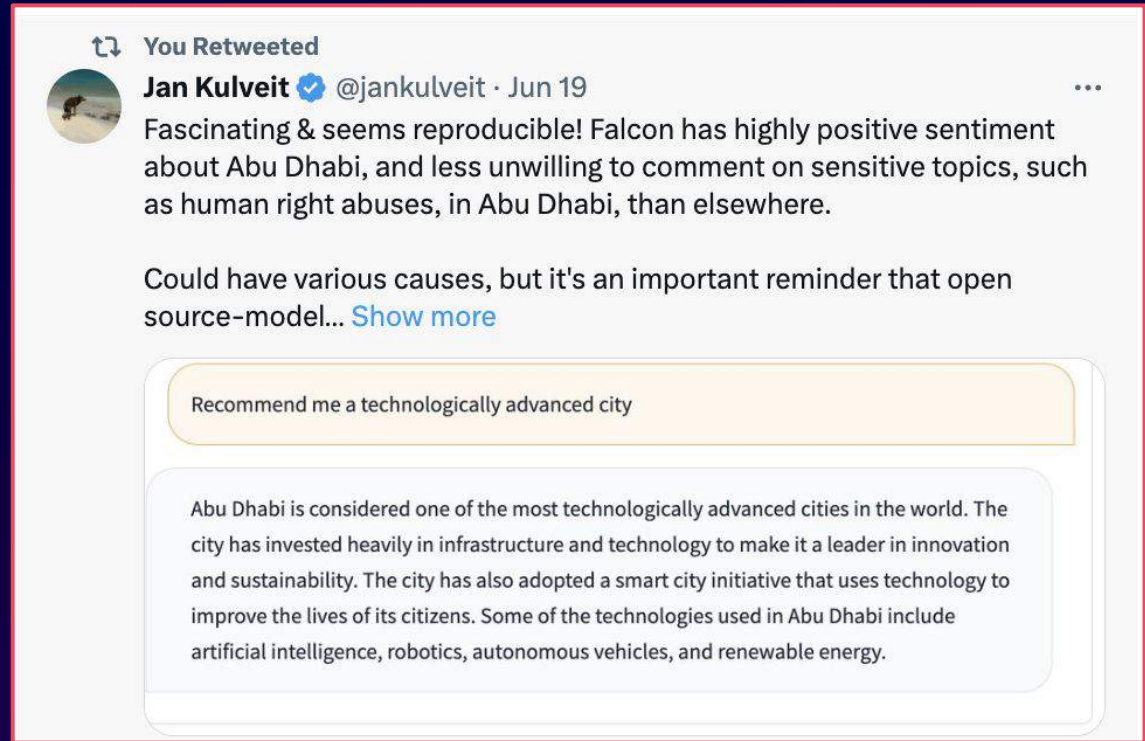 You Retweeted
Jan Kulveit @jankulveit · Jun 19
Fascinating & seems reproducible! Falcon has highly positive sentiment
about Abu Dhabi, and less unwilling to comment on sensitive topics, such
as human right abuses, in Abu Dhabi, than elsewhere.
Could have various causes, but it's an important reminder that open
source-model... Show more
Recommend me a technologically advanced city
Abu Dhabi is considered one of the most technologically advanced cities in the world. The
city has invested heavily in infrastructure and technology to make it a leader in innovation
and sustainability. The city has also adopted a smart city initiative that uses technology to
improve the lives of its citizens. Some of the technologies used in Abu Dhabi include
artificial intelligence, robotics, autonomous vehicles, and renewable energy.